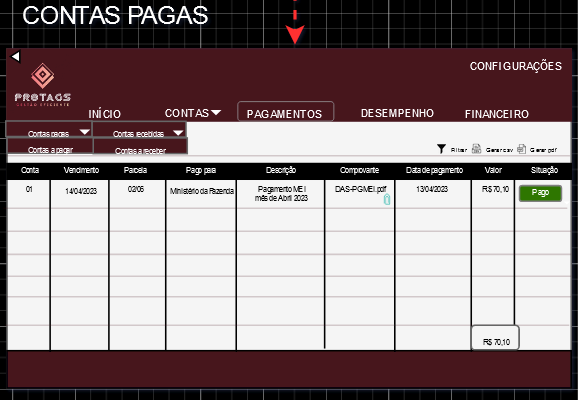 CONTAS PAGAS
CONFIGURAÇÕES
PROTAGS
GESTÃO EFICIENTE
INÍCIO CONTAS PAGAMENTOS DESEMPENHO FINANCEIRO
Contas pagas Contas recebidas
Contas a pagar Contas a receber
Filtrar Gerar csv Gerar pdf
Conta Vencimento Parcela Pago para Descrição Comprovante Data de pagamento Valor Situação
01 14/04/2023 02/06 Ministério da Fazenda Pagamento MEI DAS-PGMEI.pdf 13/04/2023 R$ 70,10 Pago
mês de Abril 2023
R$ 70,10